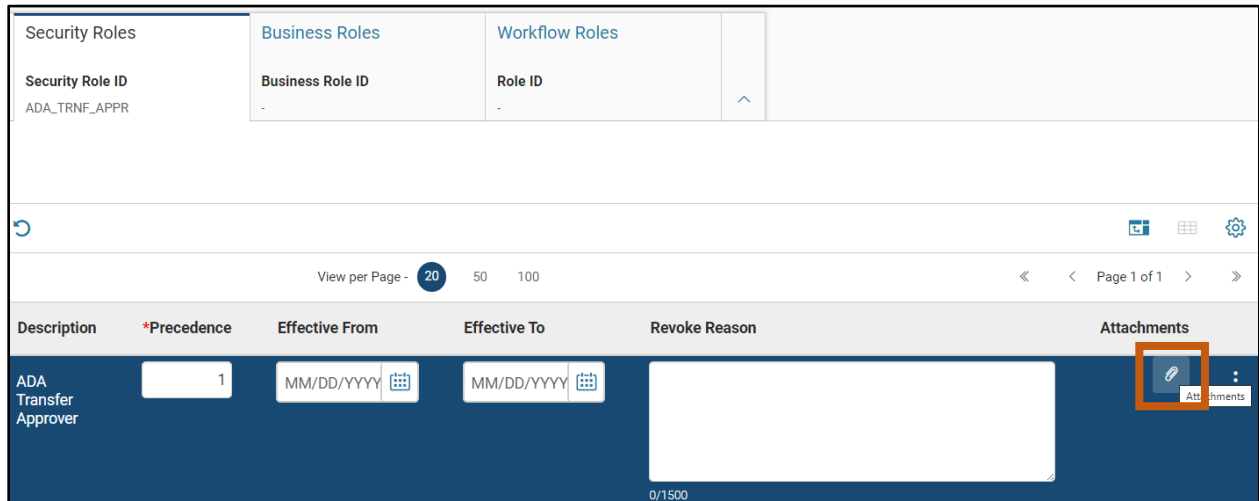 Security Roles
Business Roles
Workflow Roles
Security Role ID
Business Role ID
Role ID
ADA_TRNF_APPR
-
-
View per Page - 20 50 100
Page 1 of 1
Description
*Precedence
Effective From
Effective To
Revoke Reason
Attachments
ADA
Transfer
Approver
1
MM/DD/YYYY
MM/DD/YYYY
Attachments
0/1500